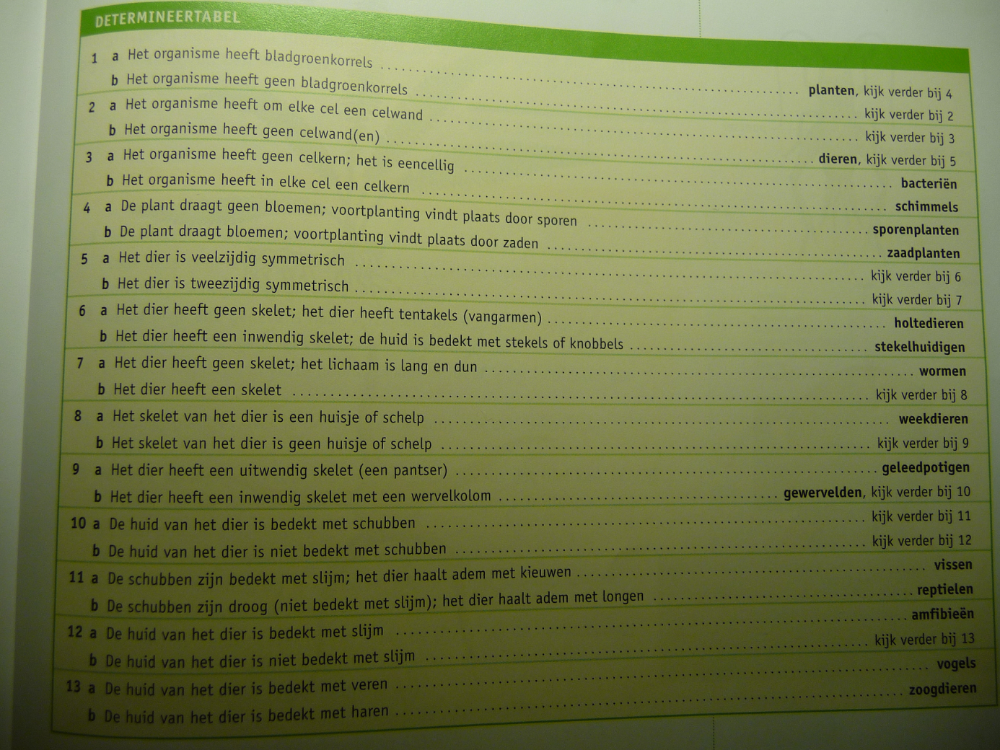 DETERMINEERTABEL
1 a Het organisme heeft bladgroenkorrels ........ planten, kijk verder bij 4
b Het organisme heeft geen bladgroenkorrels ........ kijk verder bij 2
2 a Het organisme heeft om elke cel een celwand ........ kijk verder bij 3
b Het organisme heeft geen celwand(en) ........ dieren, kijk verder bij 5
3 a Het organisme heeft geen celkern; het is eencellig ........ bacteriën
b Het organisme heeft in elke cel een celkern ........ schimmels
4 a De plant draagt geen bloemen; voortplanting vindt plaats door sporen ........ sporenplanten
b De plant draagt bloemen; voortplanting vindt plaats door zaden ........ zaadplanten
5 a Het dier is veelzijdig symmetrisch ........ kijk verder bij 6
b Het dier is tweezijdig symmetrisch ........ kijk verder bij 7
6 a Het dier heeft geen skelet; het dier heeft tentakels (vangarmen) ........ holtedieren
b Het dier heeft een inwendig skelet; de huid is bedekt met stekels of knobbels ........ stekelhuidigen
7 a Het dier heeft geen skelet; het lichaam is lang en dun ........ wormen
b Het dier heeft een skelet ........ kijk verder bij 8
8 a Het skelet van het dier is een huisje of schelp ........ weekdieren
b Het skelet van het dier is geen huisje of schelp ........ kijk verder bij 9
9 a Het dier heeft een uitwendig skelet (een pantser) ........ geleedpotigen
b Het dier heeft een inwendig skelet met een wervelkolom ........ gewervelden, kijk verder bij 10
10 a De huid van het dier is bedekt met schubben ........ kijk verder bij 11
b De huid van het dier is niet bedekt met schubben ........ kijk verder bij 12
11 a De schubben zijn bedekt met slijm; het dier haalt adem met kieuwen ........ vissen
b De schubben zijn droog (niet bedekt met slijm); het dier haalt adem met longen ........ reptielen
12 a De huid van het dier is bedekt met slijm ........ amfibieën
b De huid van het dier is niet bedekt met slijm ........ kijk verder bij 13
13 a De huid van het dier is bedekt met veren ........ vogels
b De huid van het dier is bedekt met haren ........ zoogdieren